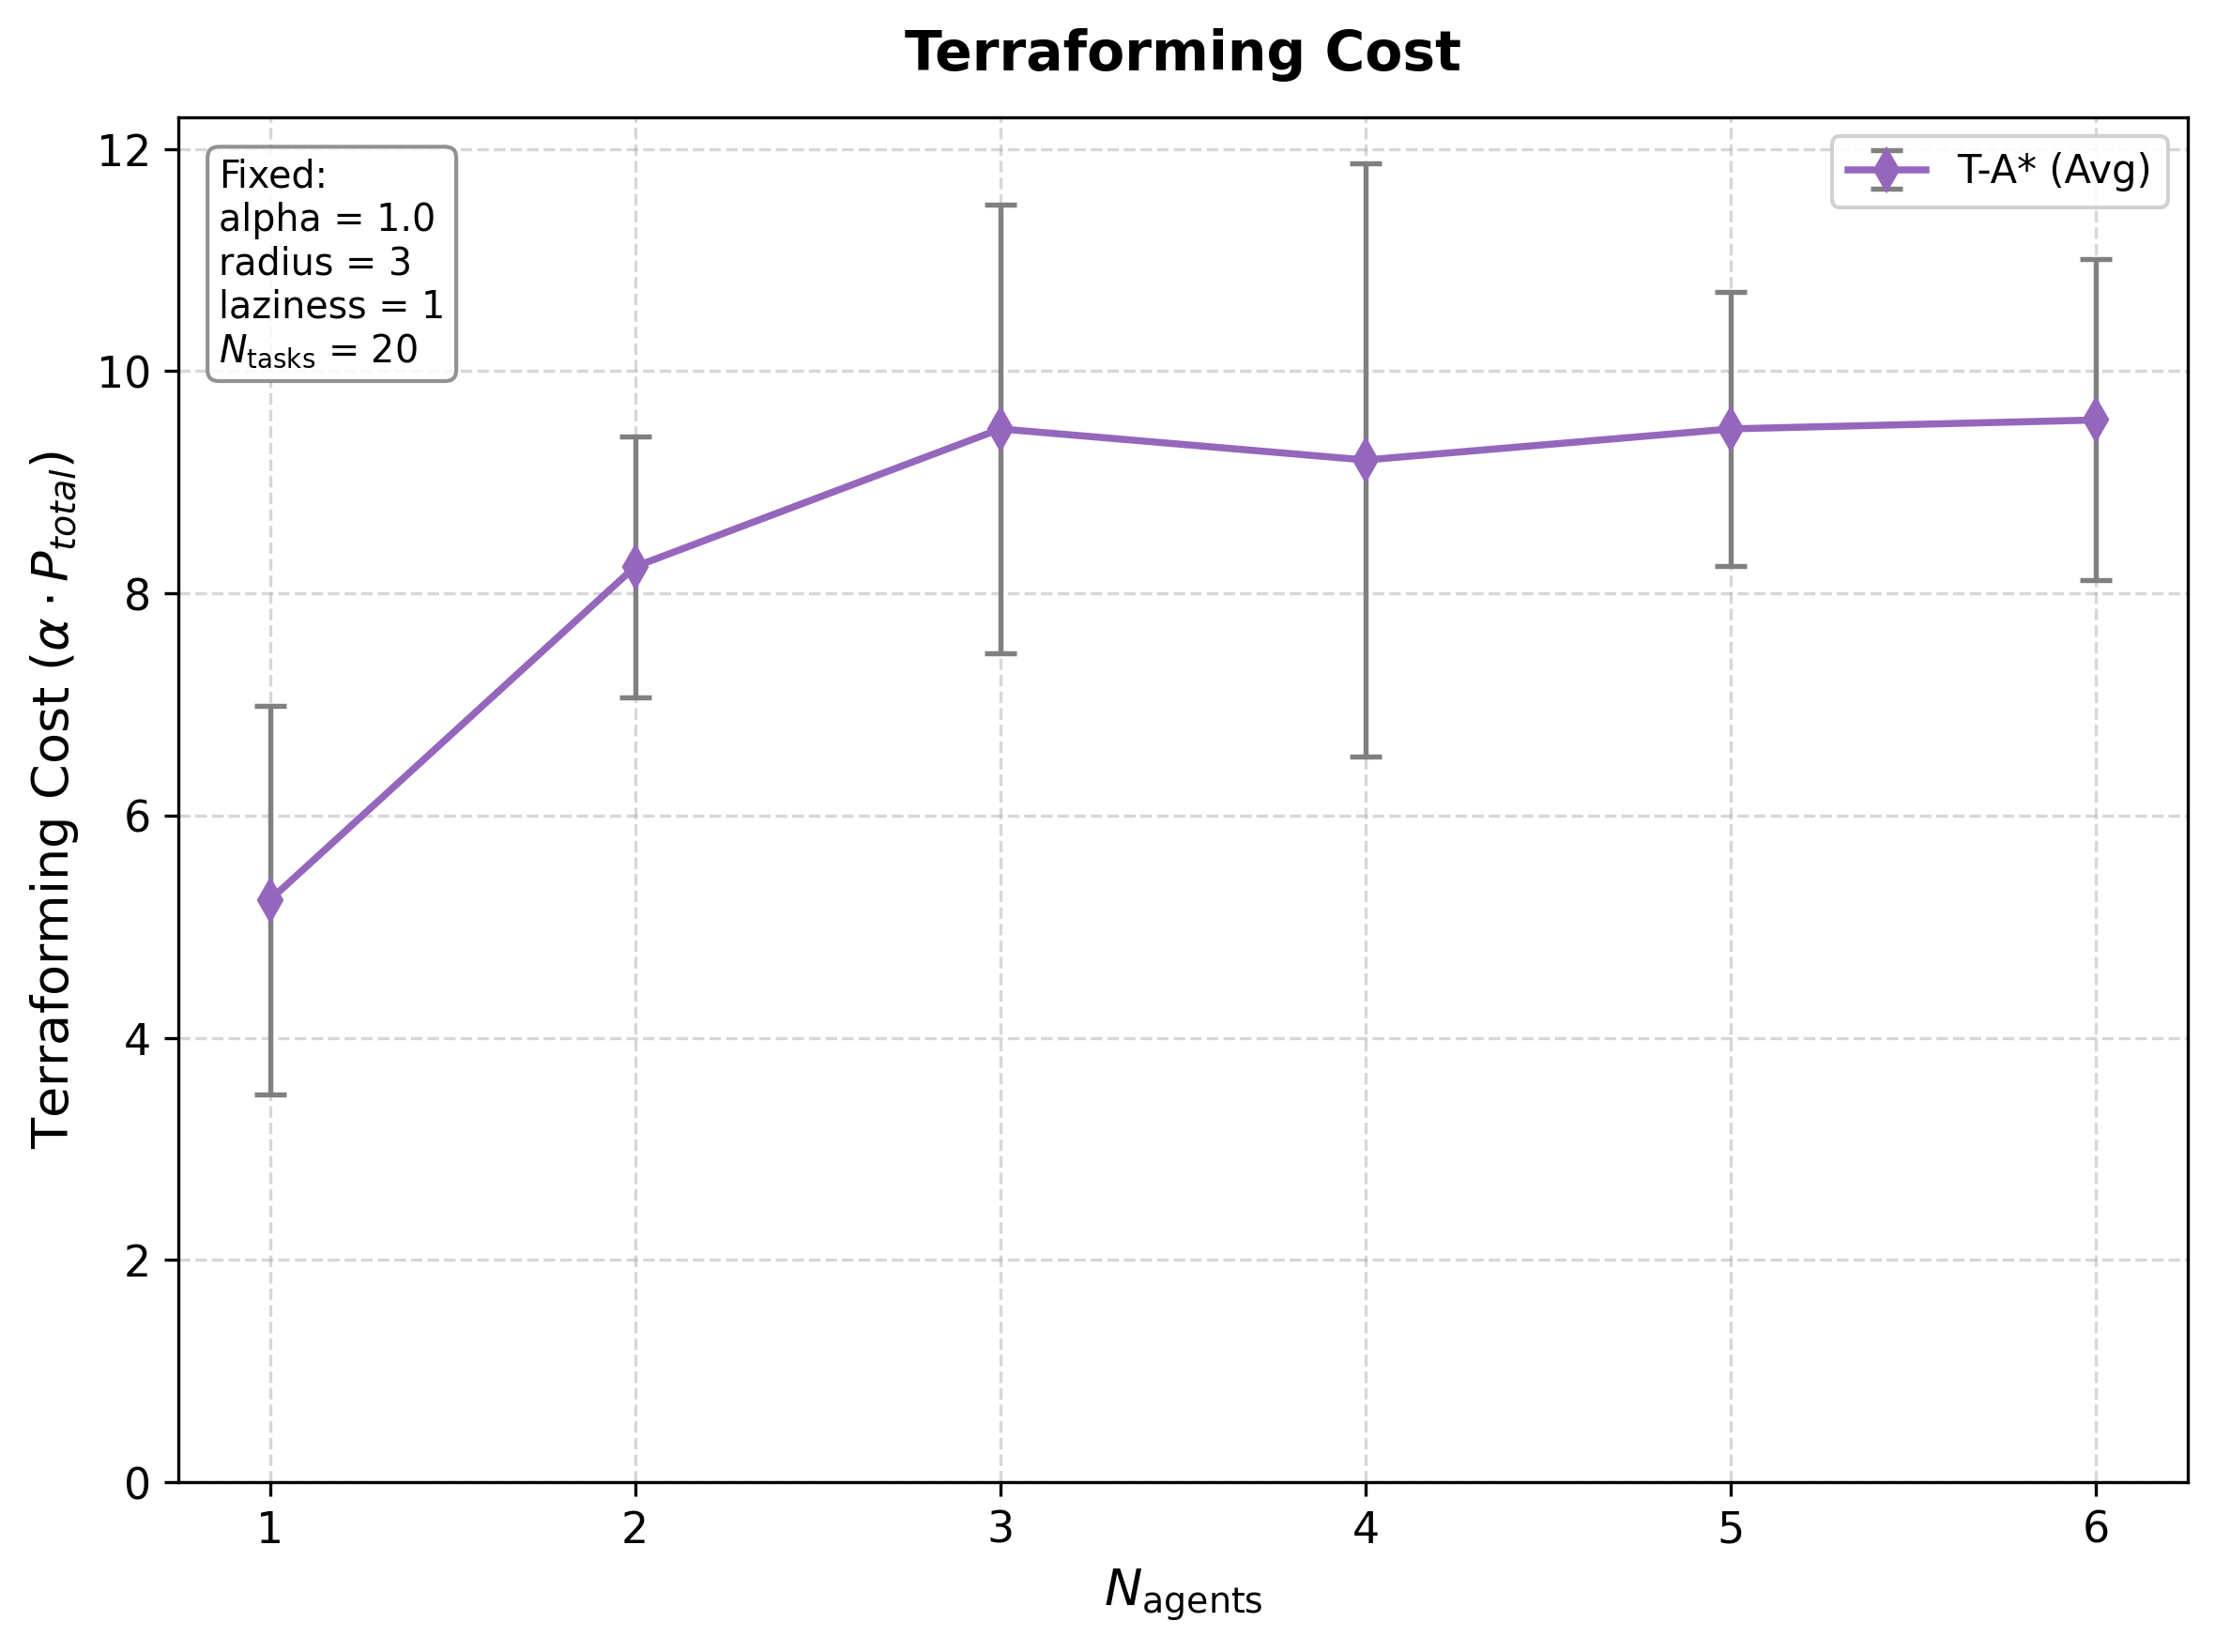 Terraforming Cost
Fixed:
alpha = 1.0
radius = 3
laziness = 1
N_tasks = 20
T-A* (Avg)
Terraforming Cost (α · P_total)
12
10
8
6
4
2
0
1 2 3 4 5 6
N_agents